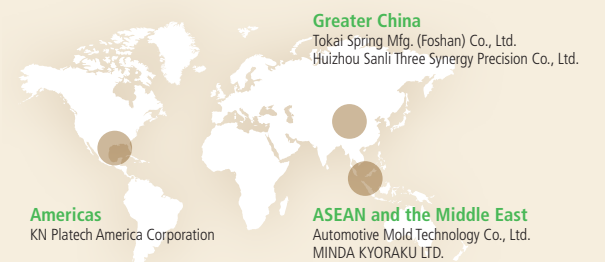 Greater China
Tokai Spring Mfg. (Foshan) Co., Ltd.
Huizhou Sanli Three Synergy Precision Co., Ltd.
Americas
KN Platech America Corporation
ASEAN and the Middle East
Automotive Mold Technology Co., Ltd.
MINDA KYORAKU LTD.